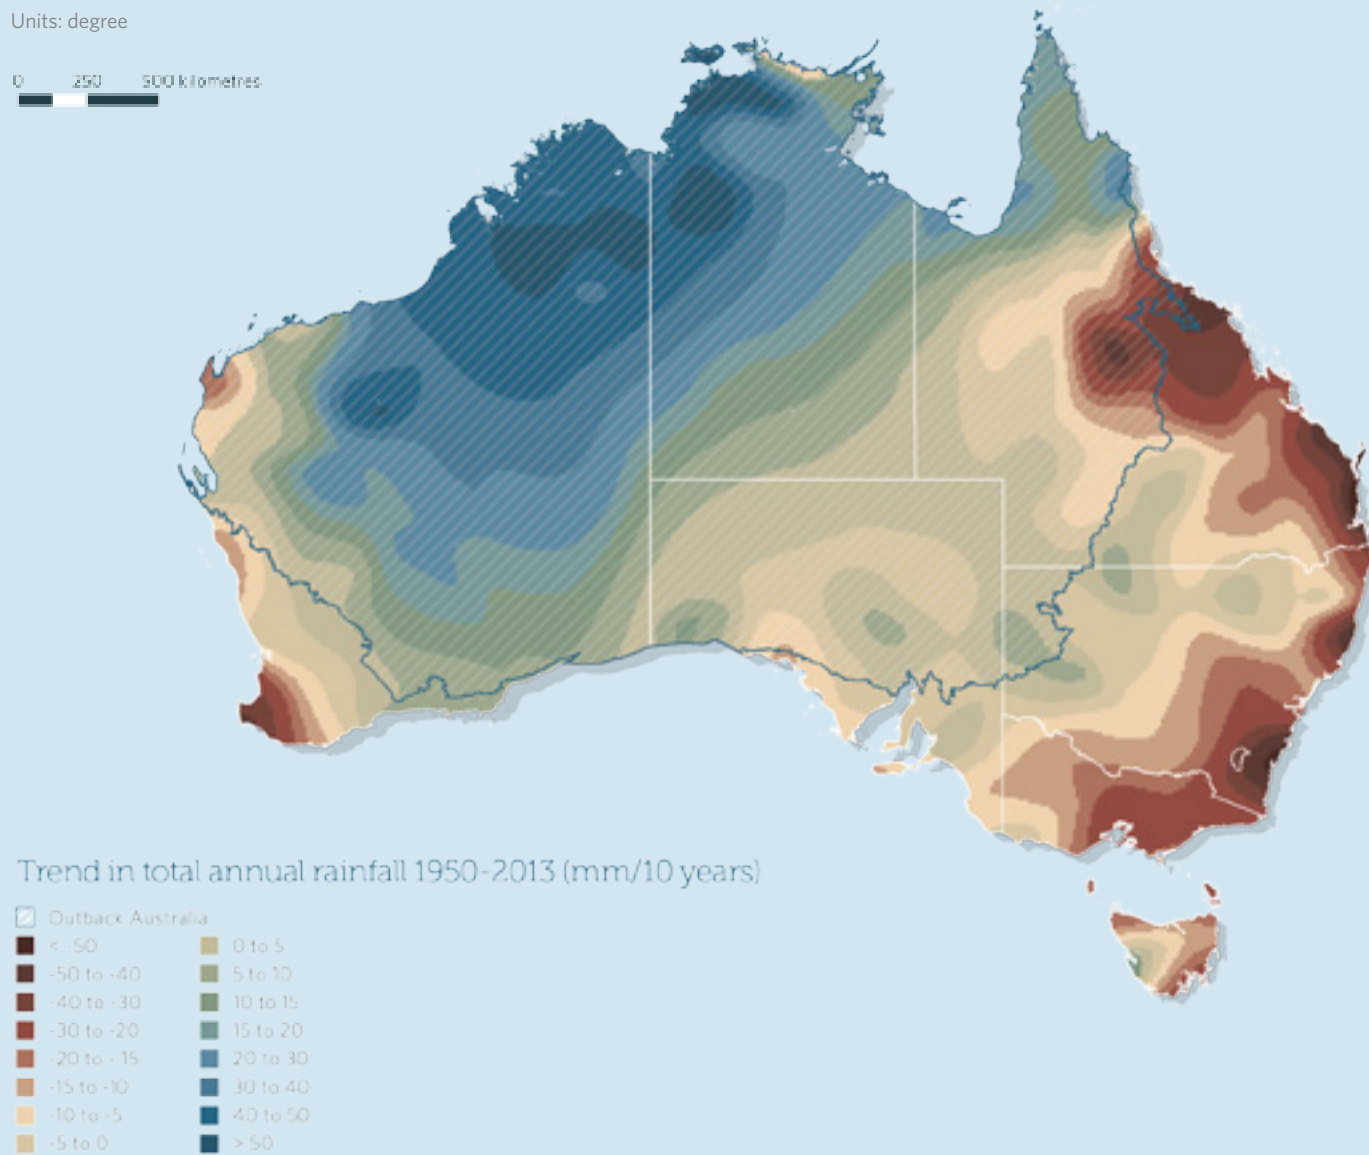 Units: degree
0 250 500 kilometres
Trend in total annual rainfall 1950-2013 (mm/10 years)
Outback Australia
< -50
-50 to -40
-40 to -30
-30 to -20
-20 to - 15
-15 to -10
-10 to -5
-5 to 0
0 to 5
5 to 10
10 to 15
15 to 20
20 to 30
30 to 40
40 to 50
> 50